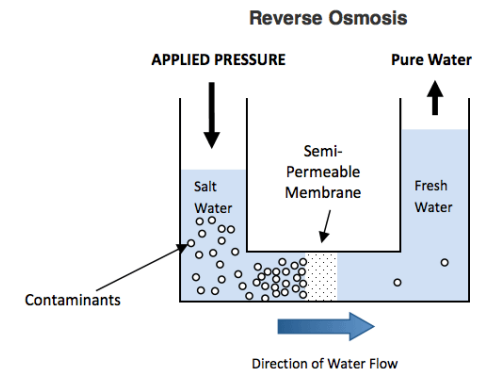 Reverse Osmosis
APPLIED PRESSURE
Pure Water
Semi-
Permeable
Membrane
Salt
Water
Fresh
Water
Contaminants
Direction of Water Flow